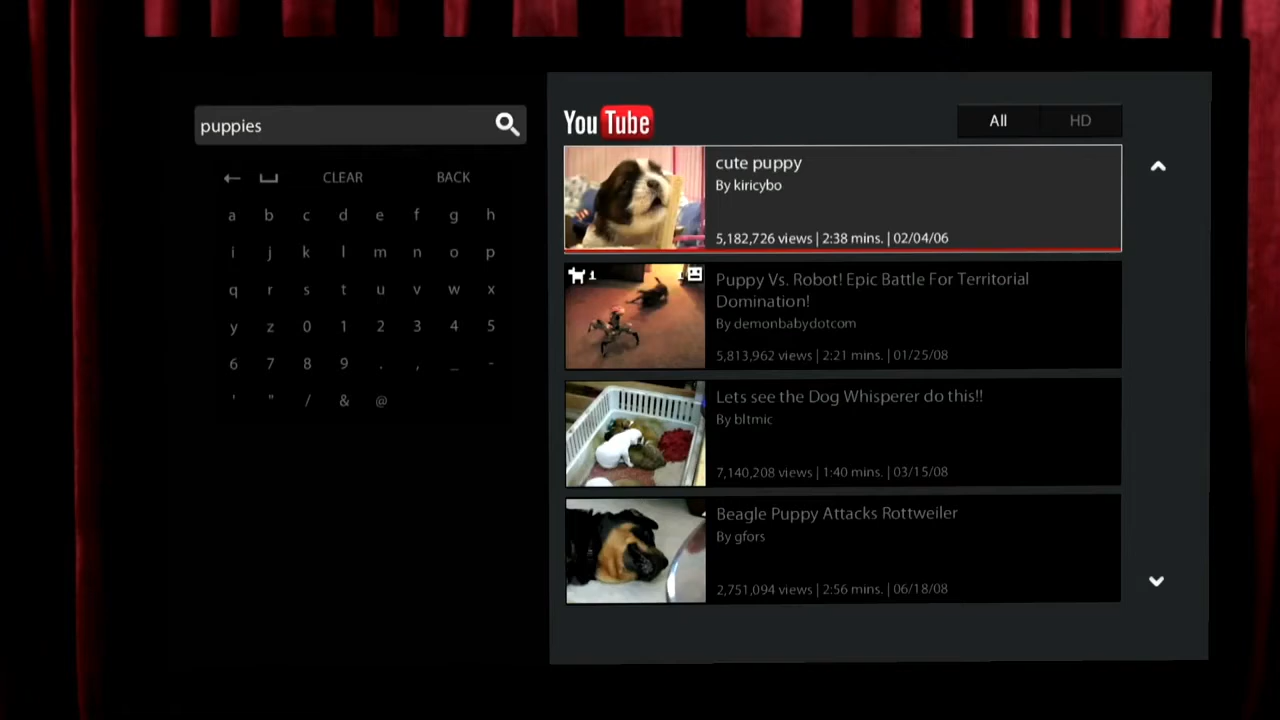 puppies
← CLEAR BACK
a b c d e f g h
i j k l m n o p
q r s t u v w x
y z 0 1 2 3 4 5
6 7 8 9 . , _ -
' " / & @
YouTube
All HD
cute puppy
By kiricybo
5,182,726 views | 2:38 mins. | 02/04/06
1 1
Puppy Vs. Robot! Epic Battle For Territorial
Domination!
By demonbabydotcom
5,813,962 views | 2:21 mins. | 01/25/08
Lets see the Dog Whisperer do this!!
By bltmic
7,140,208 views | 1:40 mins. | 03/15/08
Beagle Puppy Attacks Rottweiler
By gfors
2,751,094 views | 2:56 mins. | 06/18/08